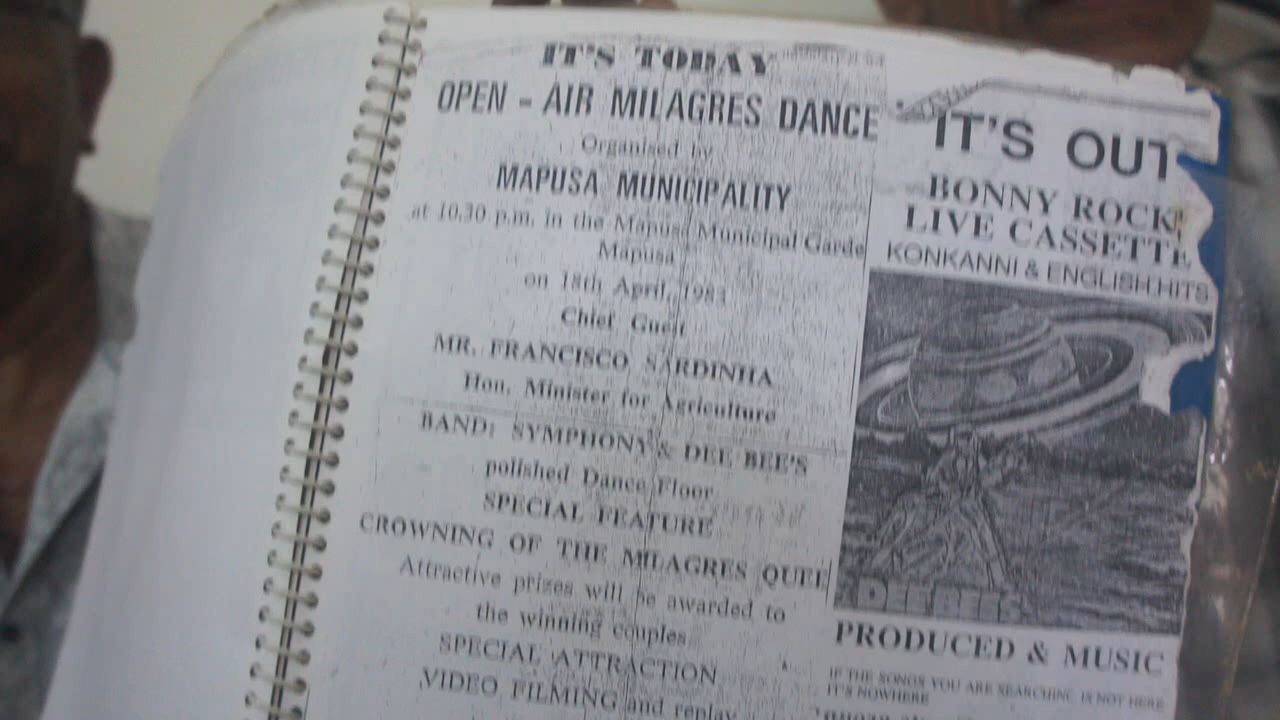 IT'S TODAY
OPEN - AIR MILAGRES DANCE
Organised by
MAPUSA MUNICIPALITY
at 10.30 p.m. in the Mapusa Municipal Garde
Mapusa
on 18th April, 1983
Chief Guest
MR. FRANCISCO SARDINHA
Hon. Minister for Agriculture
BAND: SYMPHONY & DEE BEE'S
polished Dance Floor
SPECIAL FEATURE
CROWNING OF THE MILAGRES QUEE
Attractive prizes will be awarded to
the winning couples
SPECIAL ATTRACTION
VIDEO FILMING and replay
IT'S OUT
BONNY ROCK
LIVE CASSETTE
KONKANNI & ENGLISH HITS
DEE BEE'S
PRODUCED & MUSIC
IF THE SONGS YOU ARE SEARCHING IS NOT HERE
IT'S NOWHERE